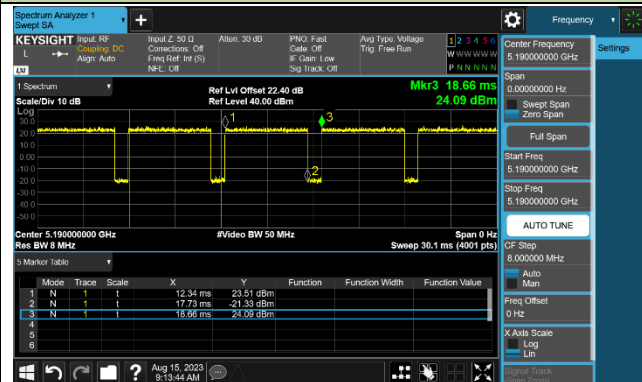 Spectrum Analyzer 1
Swept SA
Frequency
KEYSIGHT
L
LXI
Input: RF
Coupling: DC
Align: Auto
Input Z: 50 Ω
Corrections: Off
Freq Ref: Int (S)
NFE: Off
Atten: 30 dB
PNO: Fast
Gate: Off
IF Gain: Low
Sig Track: Off
Avg Type: Voltage
Trig: Free Run
1 2 3 4 5 6
W W W W W W
P N N N N N
1 Spectrum
Scale/Div 10 dB
Log
Ref Lvl Offset 22.40 dB
Ref Level 40.00 dBm
Mkr3 18.66 ms
24.09 dBm
30.0
20.0
10.0
0.00
-10.0
-20.0
-30.0
-40.0
-50.0
1
2
3
Center 5.190000000 GHz
Res BW 8 MHz
#Video BW 50 MHz
Span 0 Hz
Sweep 30.1 ms (4001 pts)
5 Marker Table
Mode Trace Scale X Y Function Function Width Function Value
1 N 1 t 12.34 ms 23.51 dBm
2 N 1 t 17.73 ms -21.33 dBm
3 N 1 t 18.66 ms 24.09 dBm
4
5
6
Aug 15, 2023
9:13:44 AM
Center Frequency
5.190000000 GHz
Settings
Span
0.00000000 Hz
Swept Span
Zero Span
Full Span
Start Freq
5.190000000 GHz
Stop Freq
5.190000000 GHz
AUTO TUNE
CF Step
8.000000 MHz
Auto
Man
Freq Offset
0 Hz
X Axis Scale
Log
Lin
Signal Track
(Span Zoom)